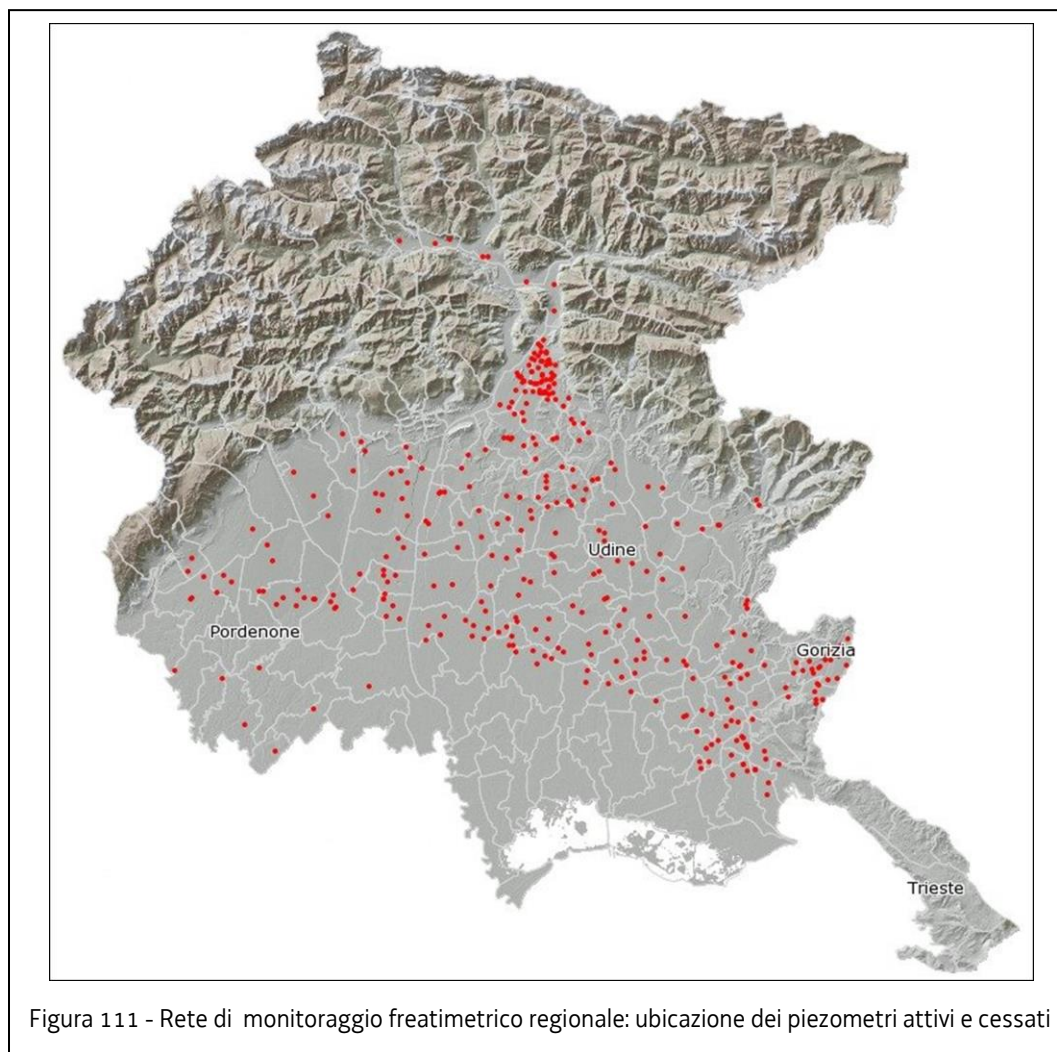 Udine
Pordenone
Gorizia
Trieste
Figura 111 - Rete di monitoraggio freatimetrico regionale: ubicazione dei piezometri attivi e cessati